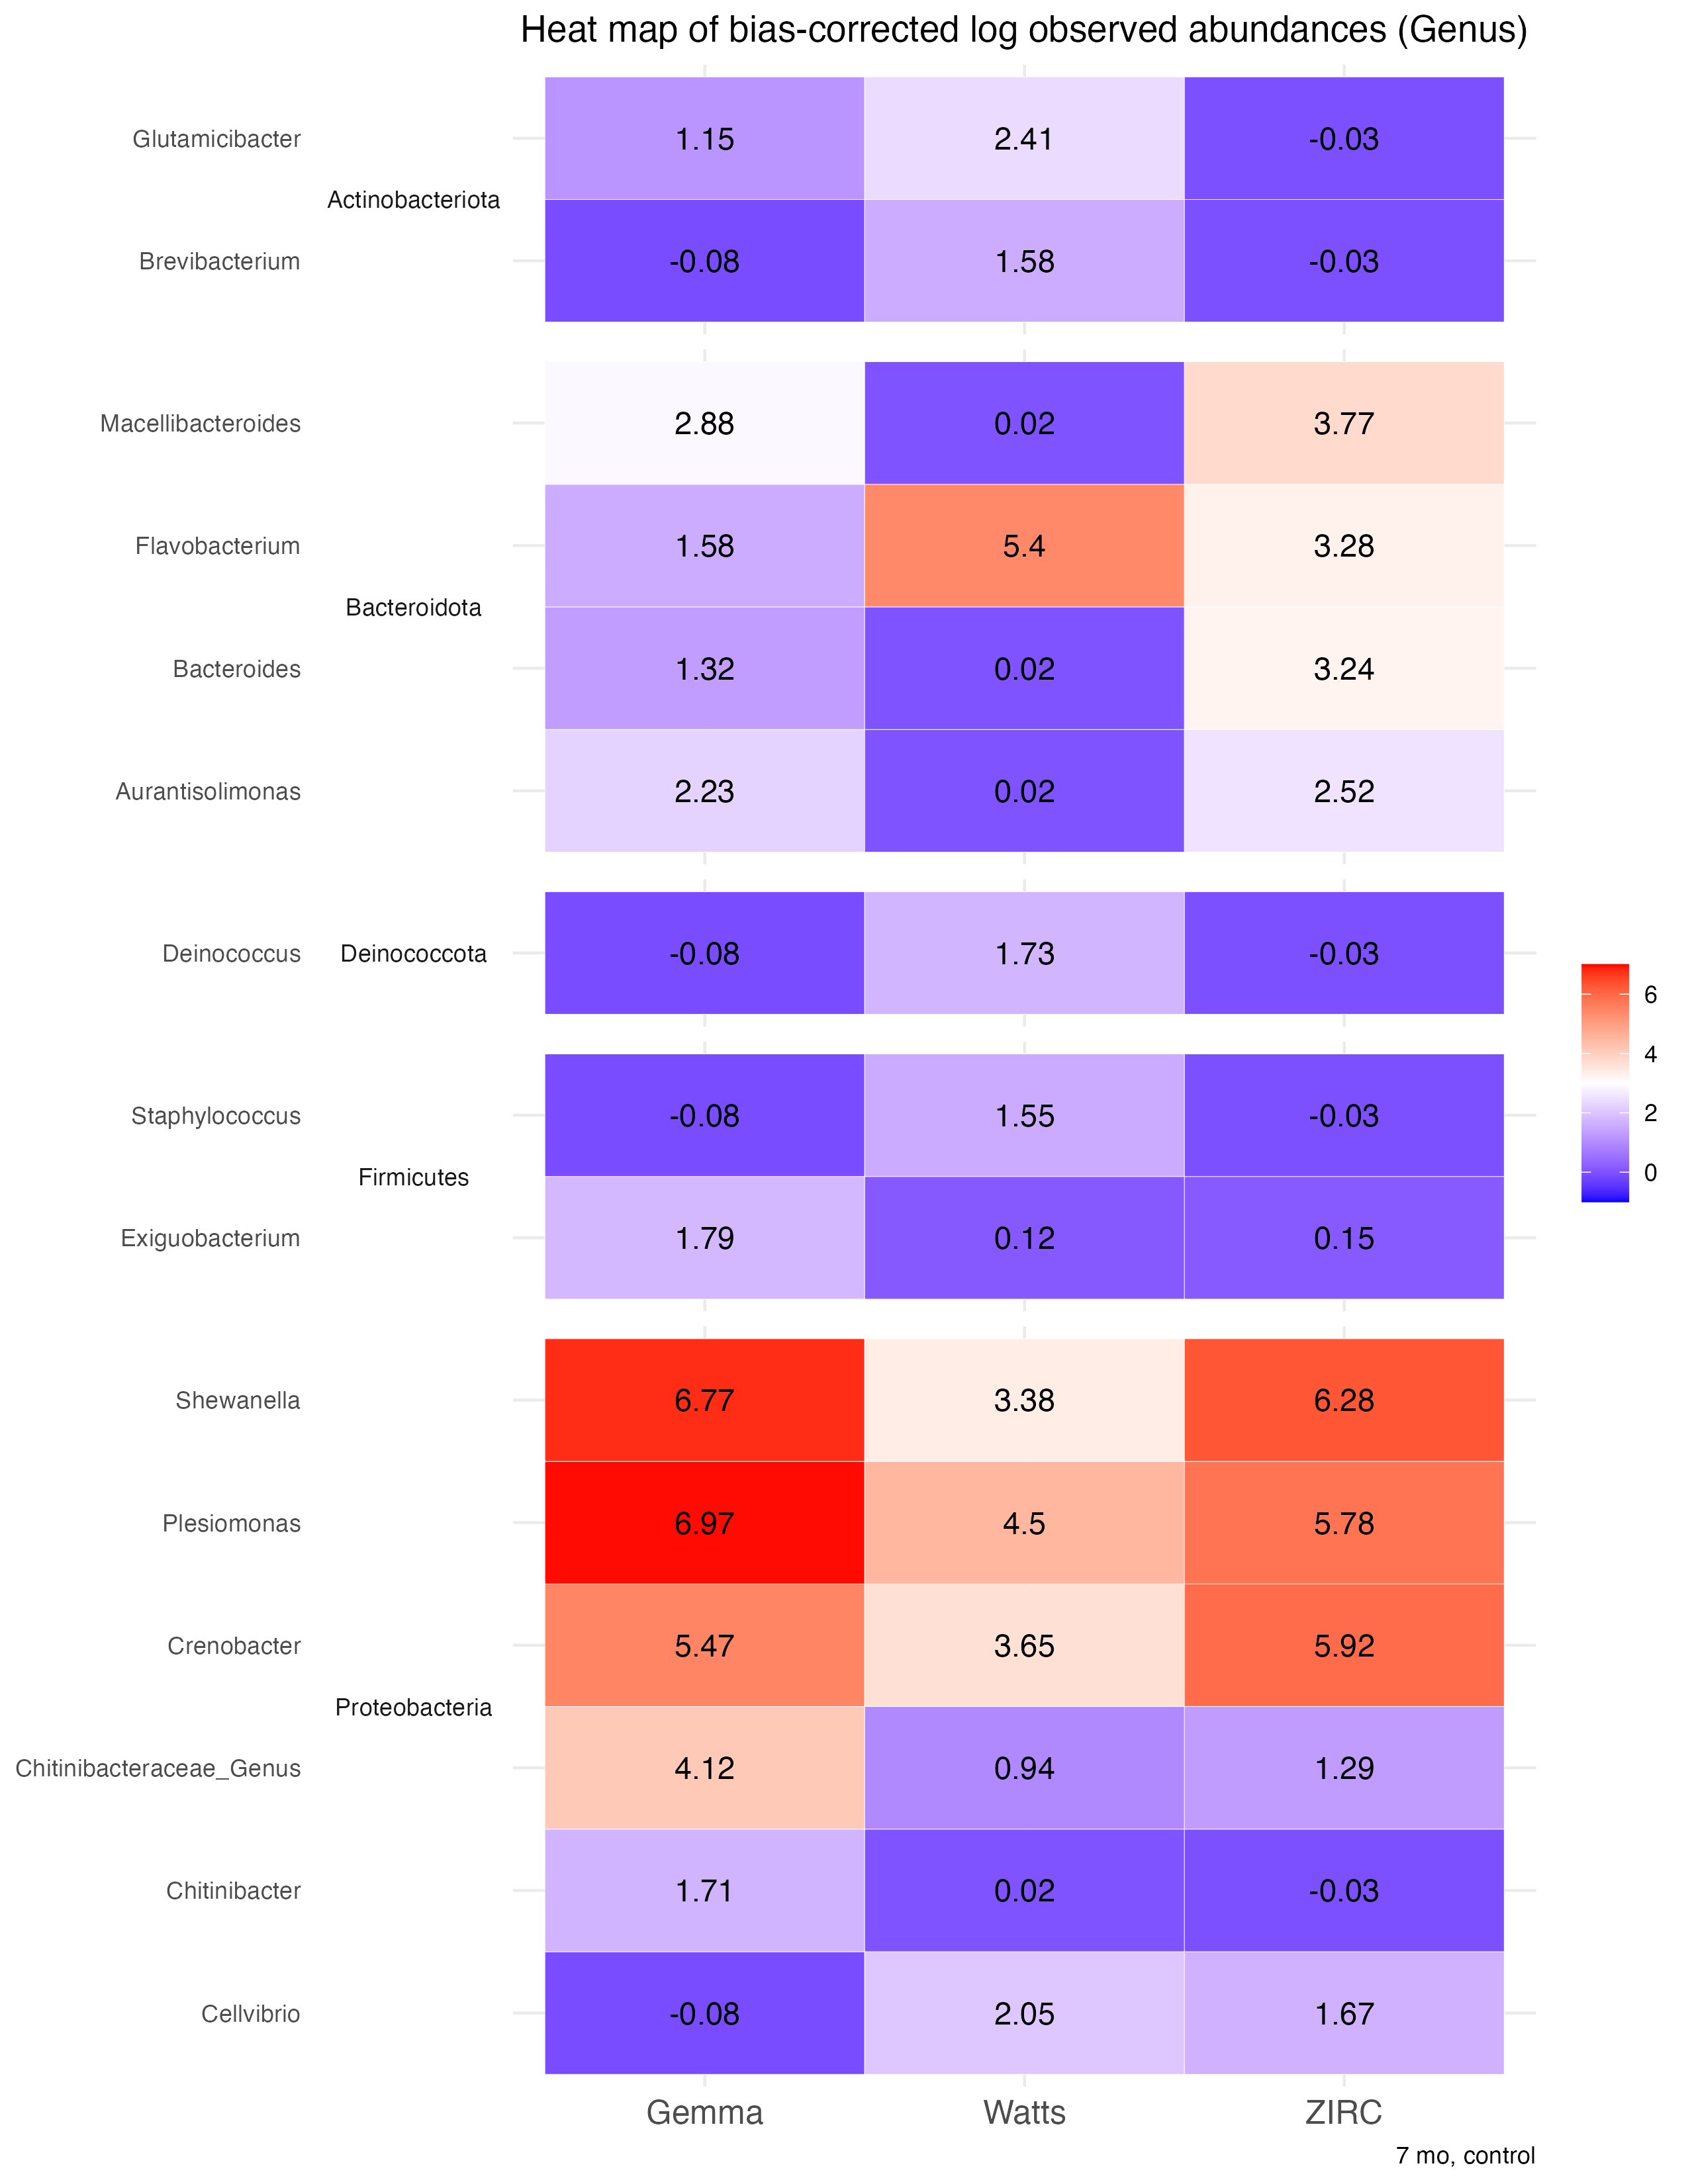 Heat map of bias-corrected log observed abundances (Genus)
Glutamicibacter 1.15 2.41 -0.03
Actinobacteriota
Brevibacterium -0.08 1.58 -0.03
Macellibacteroides 2.88 0.02 3.77
Flavobacterium 1.58 5.4 3.28
Bacteroidota
Bacteroides 1.32 0.02 3.24
Aurantisolimonas 2.23 0.02 2.52
Deinococcus Deinococcota -0.08 1.73 -0.03
6
4
2
0
Staphylococcus -0.08 1.55 -0.03
Firmicutes
Exiguobacterium 1.79 0.12 0.15
Shewanella 6.77 3.38 6.28
Plesiomonas 6.97 4.5 5.78
Crenobacter 5.47 3.65 5.92
Proteobacteria
Chitinibacteraceae_Genus 4.12 0.94 1.29
Chitinibacter 1.71 0.02 -0.03
Cellvibrio -0.08 2.05 1.67
Gemma Watts ZIRC
7 mo, control